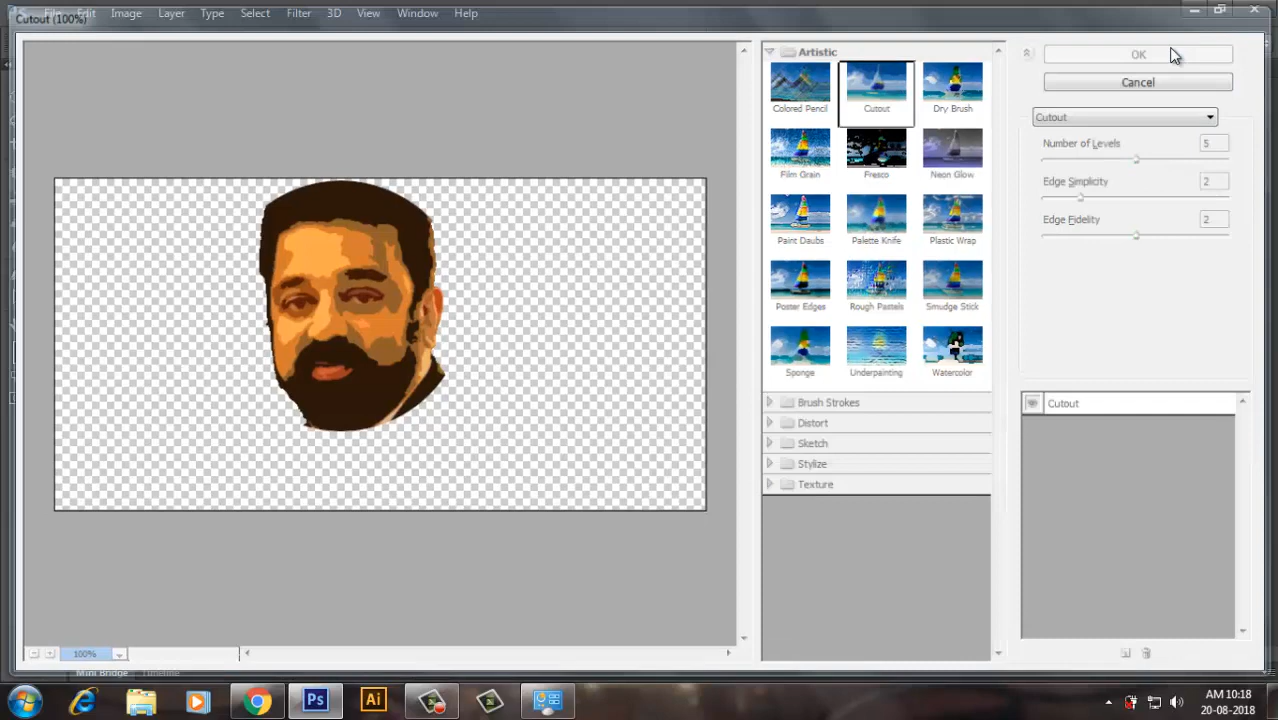 File Edit Image Layer Type Select Filter 3D View Window Help
Cutout (100%)
Artistic
Colored Pencil
Cutout
Dry Brush
Film Grain
Fresco
Neon Glow
Paint Daubs
Palette Knife
Plastic Wrap
Poster Edges
Rough Pastels
Smudge Stick
Sponge
Underpainting
Watercolor
Brush Strokes
Distort
Sketch
Stylize
Texture
OK
Cancel
Cutout
Number of Levels 5
Edge Simplicity 2
Edge Fidelity 2
Cutout
100%
Mini Bridge Timeline
Ps Ai
AM 10:18
20-08-2018